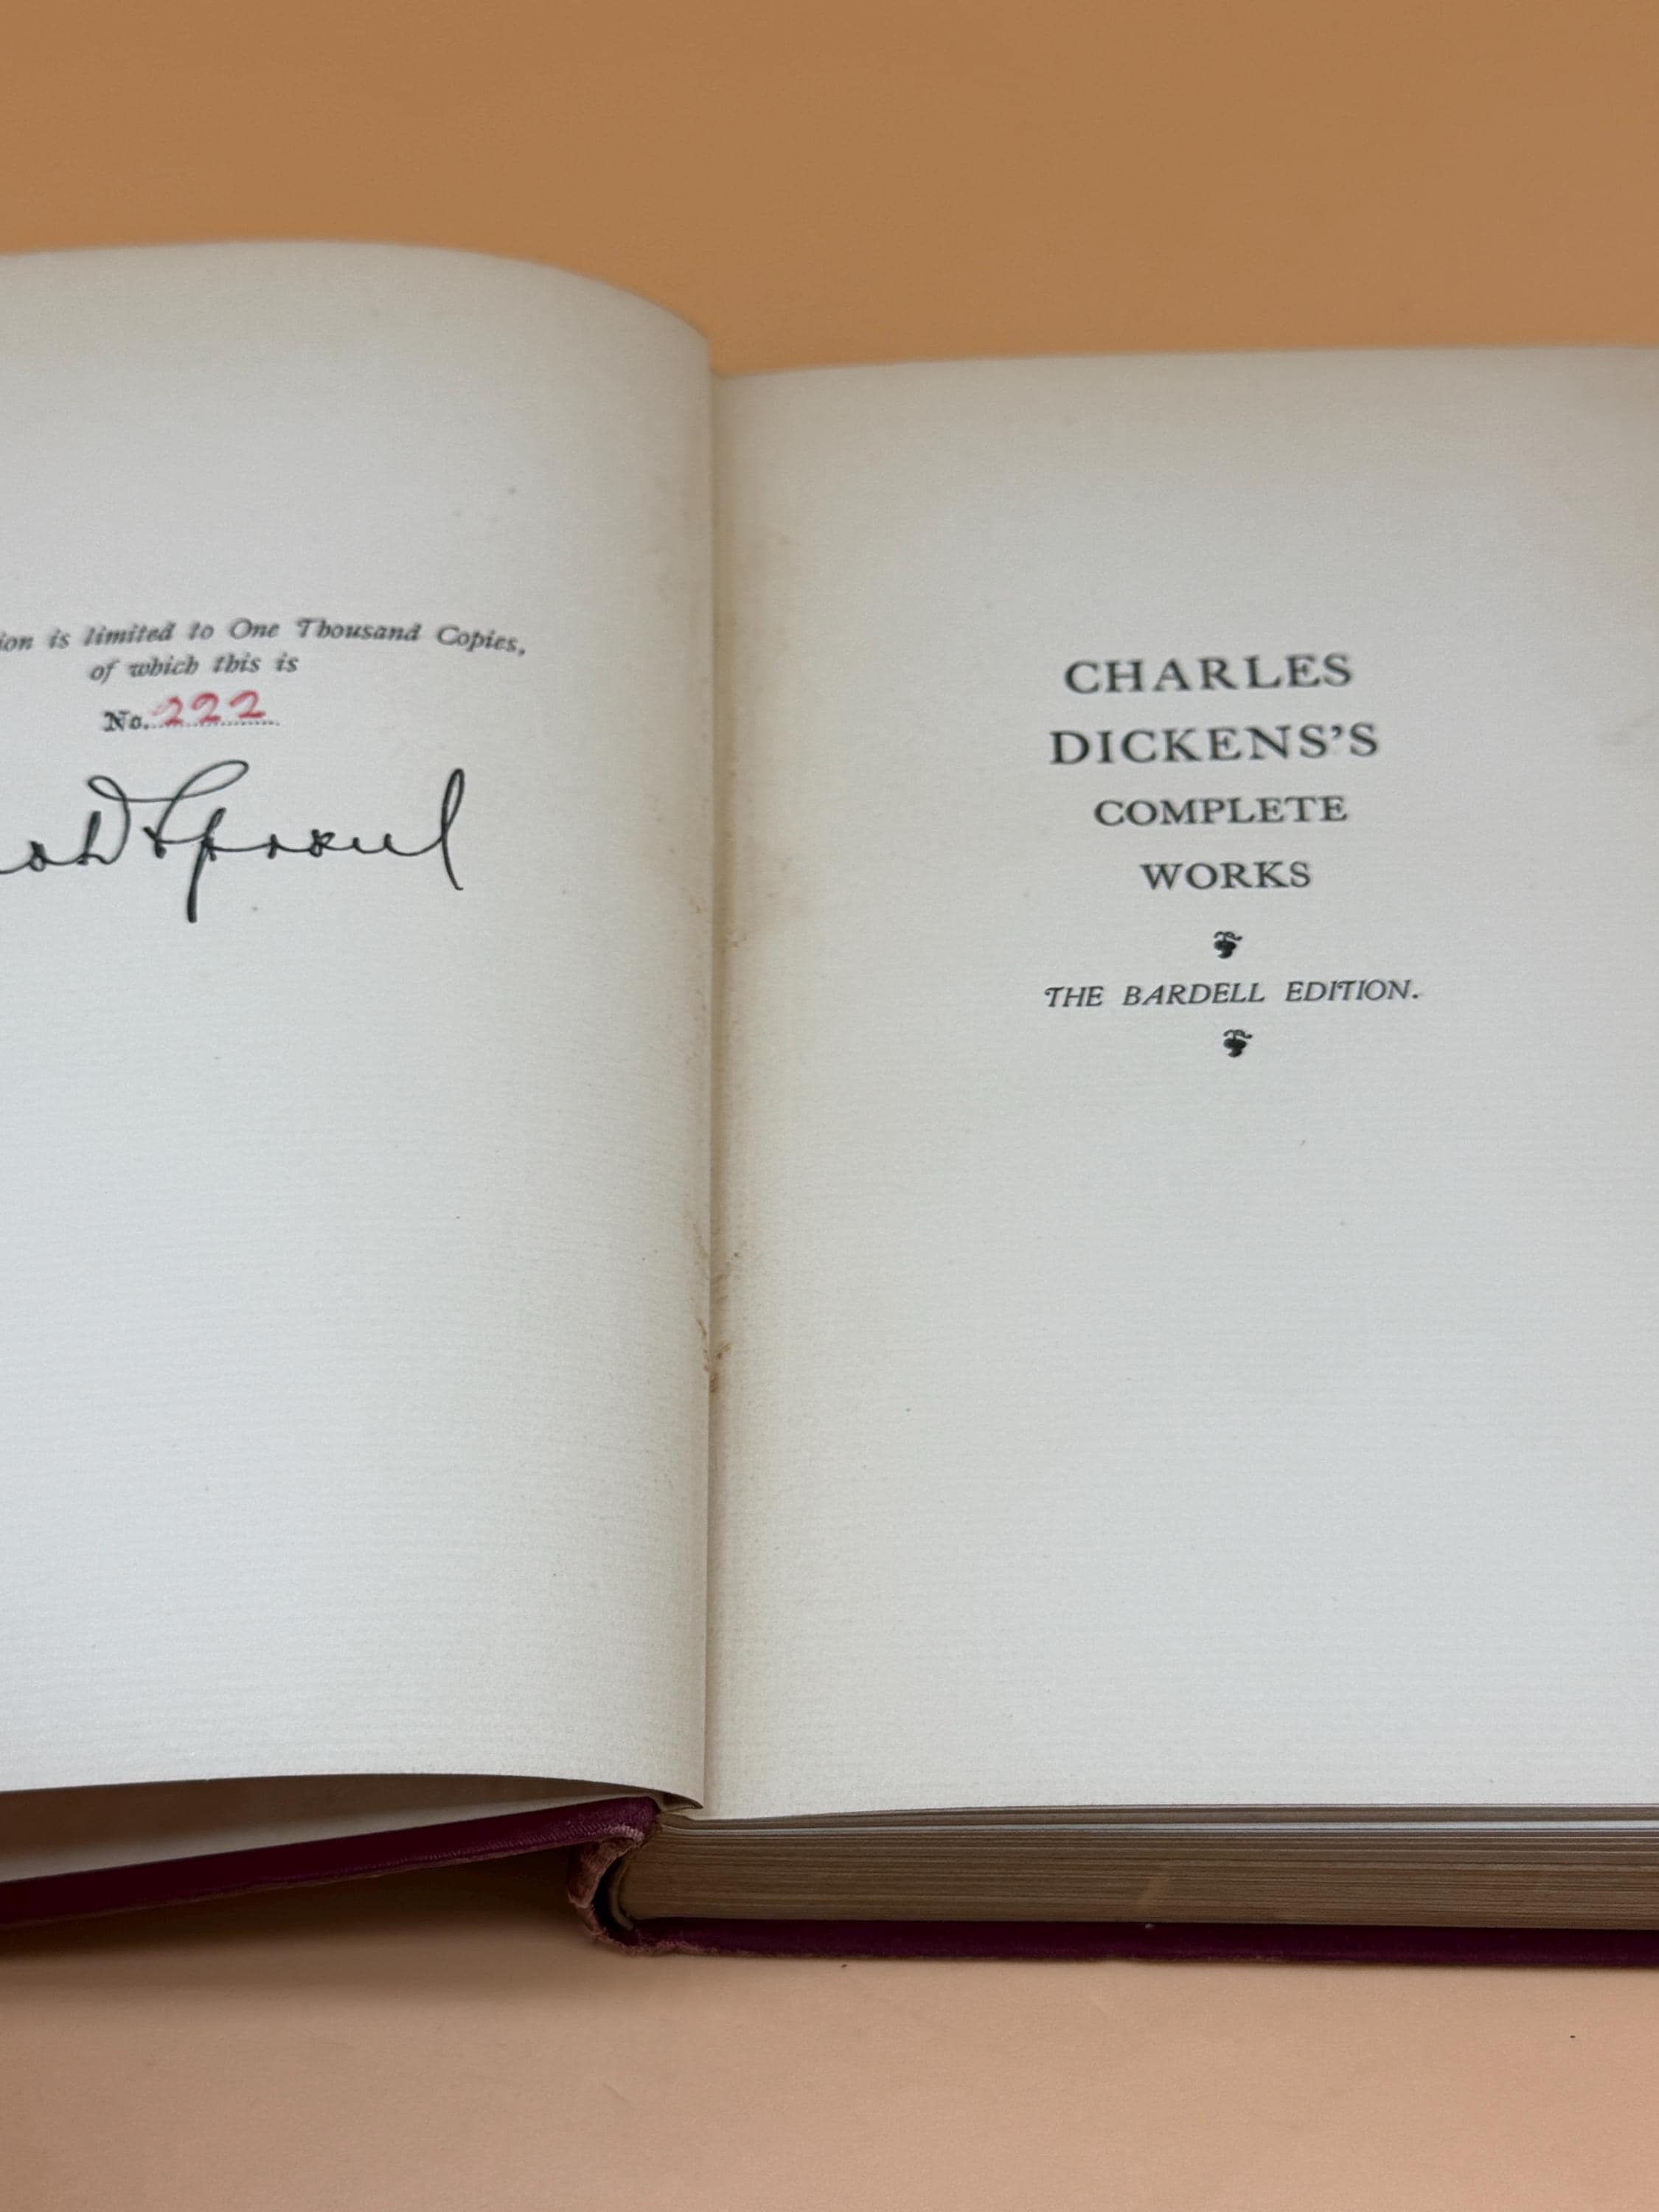 ion is limited to One Thousand Copies,
of which this is
No. 222
Sproul
CHARLES
DICKENS'S
COMPLETE
WORKS
THE BARDELL EDITION.